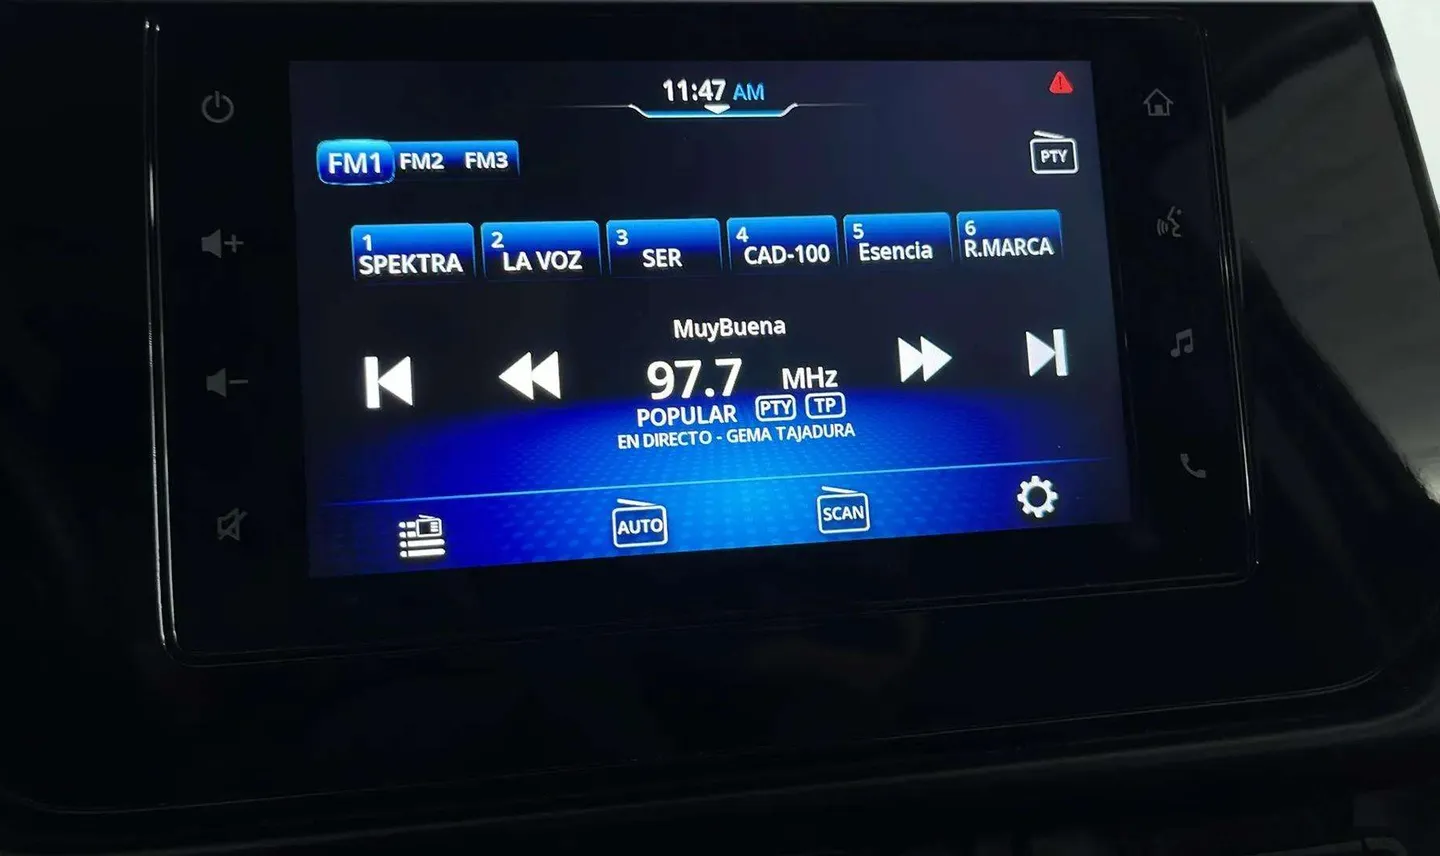 11:47 AM
FM1 FM2 FM3
PTY
1 SPEKTRA
2 LA VOZ
3 SER
4 CAD-100
5 Esencia
6 R.MARCA
MuyBuena
97.7 MHz
POPULAR PTY TP
EN DIRECTO - GEMA TAJADURA
AUTO
SCAN